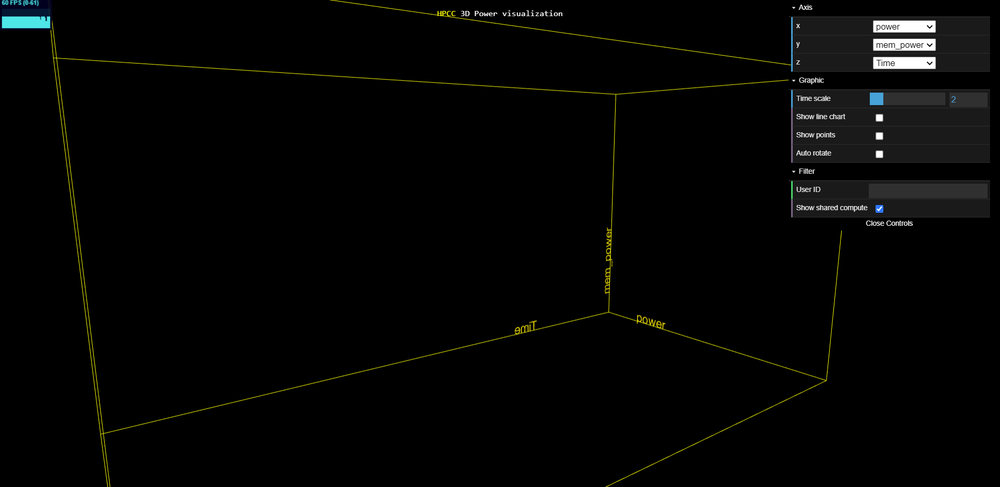 60 FPS (0-61)
HPCC 3D Power visualization
Axis
x power
y mem_power
z Time
Graphic
Time scale 2
Show line chart
Show points
Auto rotate
Filter
User ID
Show shared compute
Close Controls
mem_power
Time
power